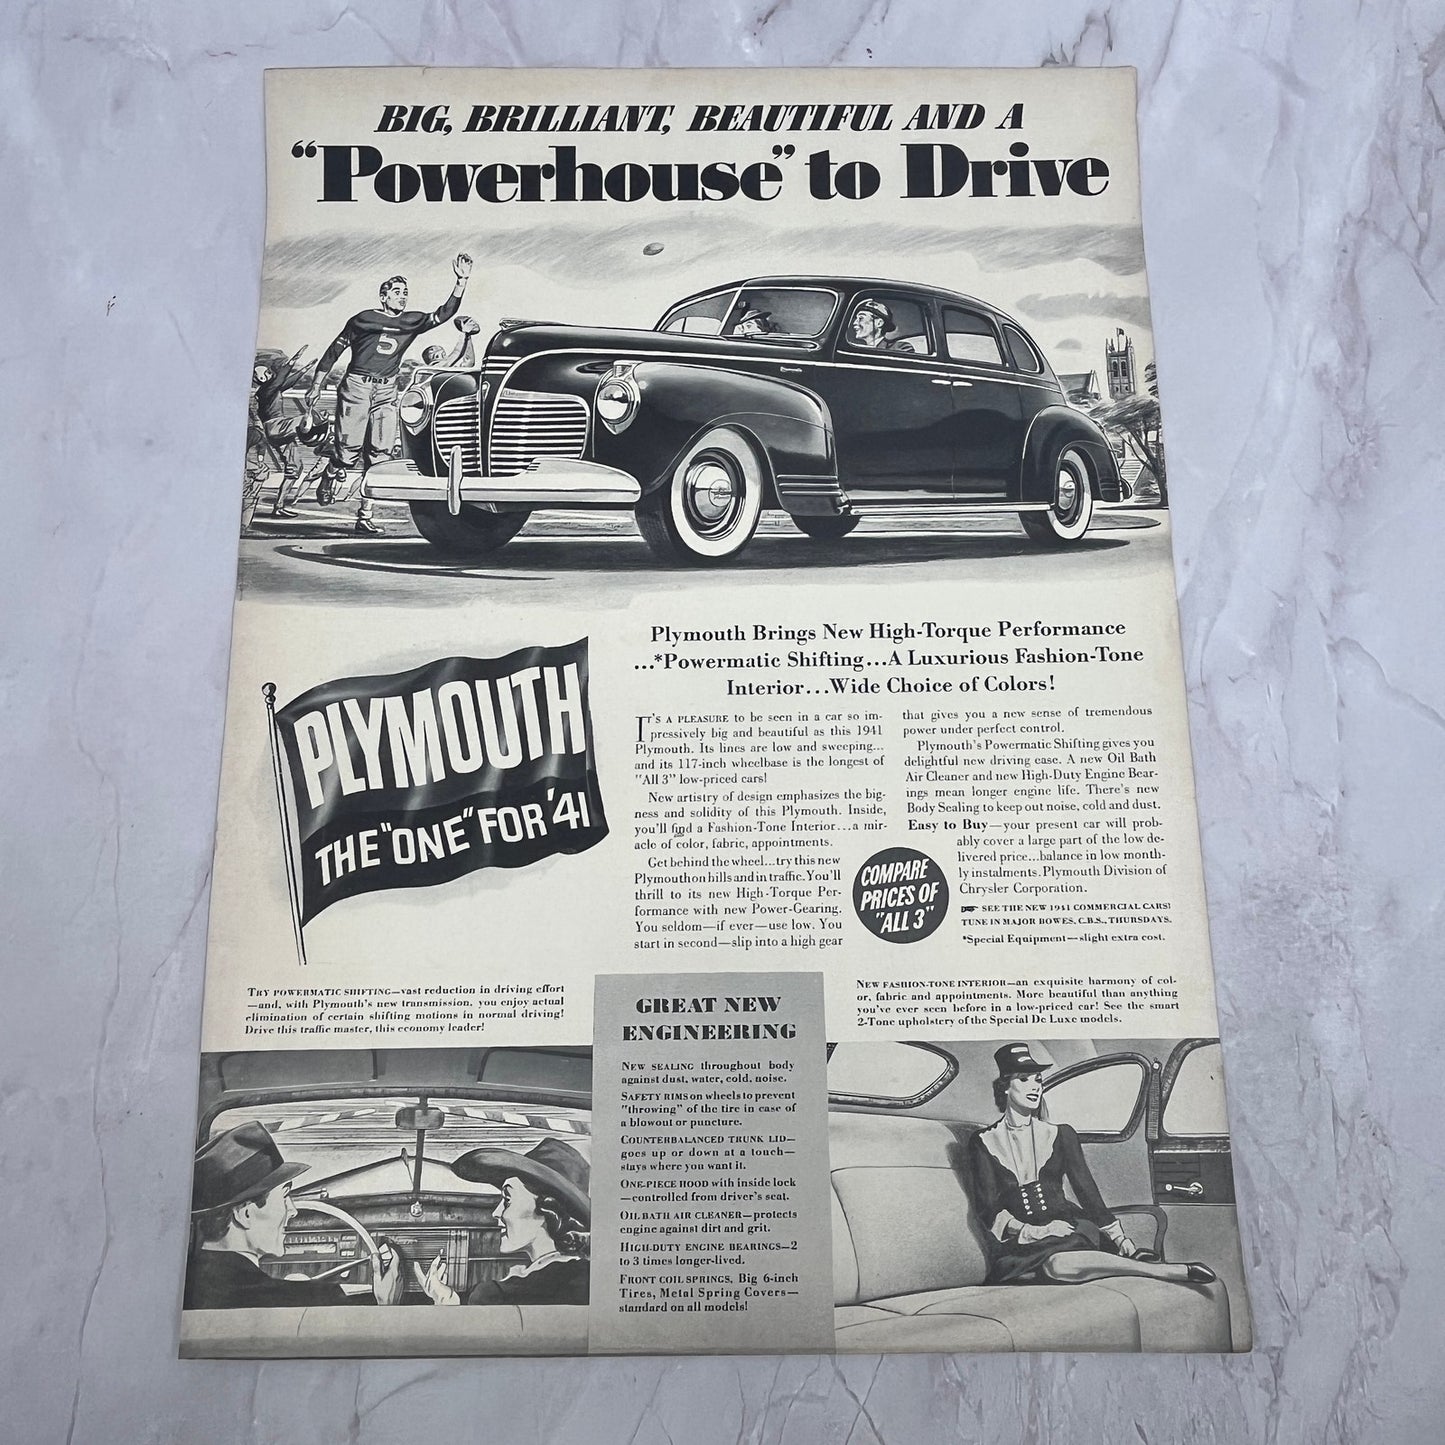 BIG, BRILLIANT, BEAUTIFUL AND A
"Powerhouse" to Drive
5
PLYMOUTH
THE "ONE" FOR '41
Plymouth Brings New High-Torque Performance
...*Powermatic Shifting...A Luxurious Fashion-Tone
Interior...Wide Choice of Colors!
IT'S A PLEASURE to be seen in a car so im-
pressively big and beautiful as this 1941
Plymouth. Its lines are low and sweeping...
and its 117-inch wheelbase is the longest of
"All 3" low-priced cars!
New artistry of design emphasizes the big-
ness and solidity of this Plymouth. Inside,
you'll find a Fashion-Tone Interior...a mir-
acle of color, fabric, appointments.
Get behind the wheel...try this new
Plymouth on hills and in traffic. You'll
thrill to its new High-Torque Per-
formance with new Power-Gearing.
You seldom—if ever—use low. You
start in second—slip into a high gear
that gives you a new sense of tremendous
power under perfect control.
Plymouth's Powermatic Shifting gives you
delightful new driving ease. A new Oil Bath
Air Cleaner and new High-Duty Engine Bear-
ings mean longer engine life. There's new
Body Sealing to keep out noise, cold and dust.
Easy to Buy—your present car will prob-
ably cover a large part of the low de-
livered price...balance in low month-
ly instalments. Plymouth Division of
Chrysler Corporation.
SEE THE NEW 1941 COMMERCIAL CARS!
TUNE IN MAJOR BOWES, C.B.S., THURSDAYS.
*Special Equipment—slight extra cost.
COMPARE
PRICES OF
"ALL 3"
TRY POWERMATIC SHIFTING—vast reduction in driving effort
—and, with Plymouth's new transmission, you enjoy actual
elimination of certain shifting motions in normal driving!
Drive this traffic master, this economy leader!
GREAT NEW
ENGINEERING
NEW SEALING throughout body
against dust, water, cold, noise.
SAFETY RIMS on wheels to prevent
"throwing" of the tire in case of
a blowout or puncture.
COUNTERBALANCED TRUNK LID—
goes up or down at a touch—
stays where you want it.
ONE-PIECE HOOD with inside lock
—controlled from driver's seat.
OIL BATH AIR CLEANER—protects
engine against dirt and grit.
HIGH-DUTY ENGINE BEARINGS—2
to 3 times longer-lived.
FRONT COIL SPRINGS, Big 6-inch
Tires, Metal Spring Covers—
standard on all models!
NEW FASHION-TONE INTERIOR—an exquisite harmony of col-
or, fabric and appointments. More beautiful than anything
you've ever seen before in a low-priced car! See the smart
2-Tone upholstery of the Special De Luxe models.